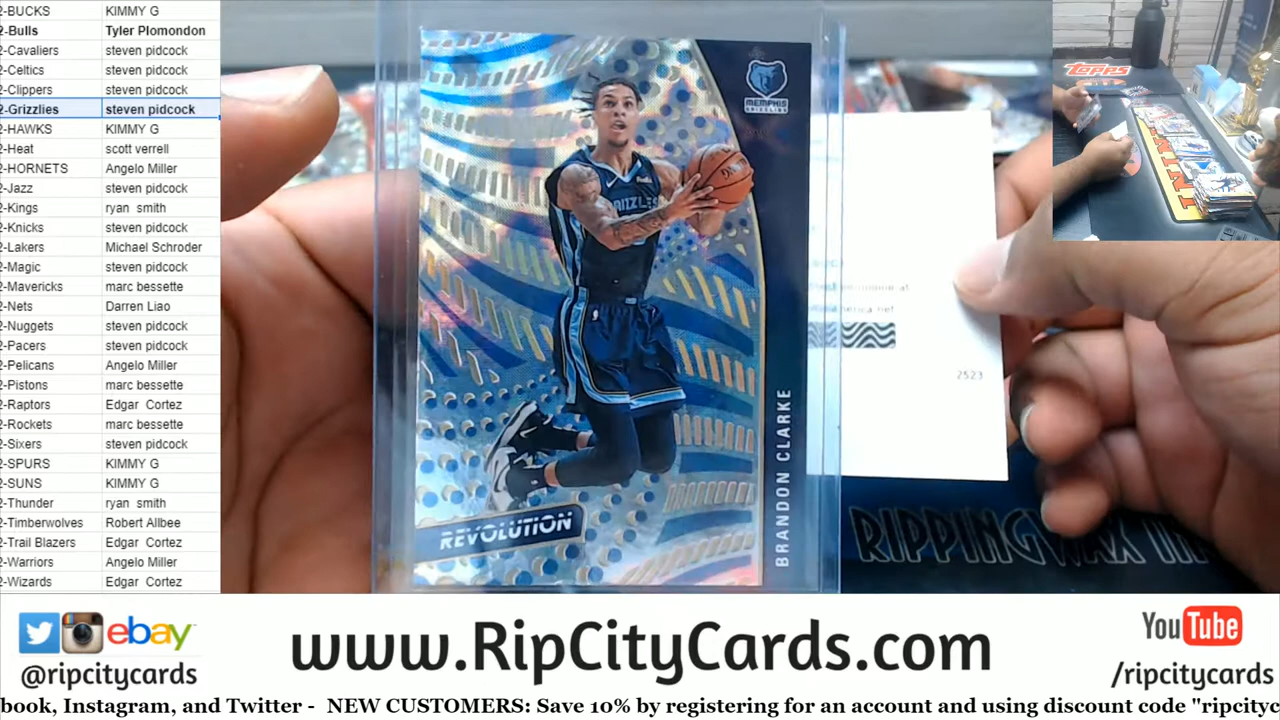 2-BUCKS KIMMY G
2-Bulls Tyler Plomondon
2-Cavaliers steven pidcock
2-Celtics steven pidcock
2-Clippers steven pidcock
2-Grizzlies steven pidcock
2-HAWKS KIMMY G
2-Heat scott verrell
2-HORNETS Angelo Miller
2-Jazz steven pidcock
2-Kings ryan smith
2-Knicks steven pidcock
2-Lakers Michael Schroder
2-Magic steven pidcock
2-Mavericks marc bessette
2-Nets Darren Liao
2-Nuggets steven pidcock
2-Pacers steven pidcock
2-Pelicans Angelo Miller
2-Pistons marc bessette
2-Raptors Edgar Cortez
2-Rockets marc bessette
2-Sixers steven pidcock
2-SPURS KIMMY G
2-SUNS KIMMY G
2-Thunder ryan smith
2-Timberwolves Robert Allbee
2-Trail Blazers Edgar Cortez
2-Warriors Angelo Miller
2-Wizards Edgar Cortez
MEMPHIS
GRIZZLIES
REVOLUTION
BRANDON CLARKE
2523
RIPPINGWAX
Topps
ebay
@ripcitycards
www.RipCityCards.com
YouTube
/ripcitycards
book, Instagram, and Twitter - NEW CUSTOMERS: Save 10% by registering for an account and using discount code "ripcityc